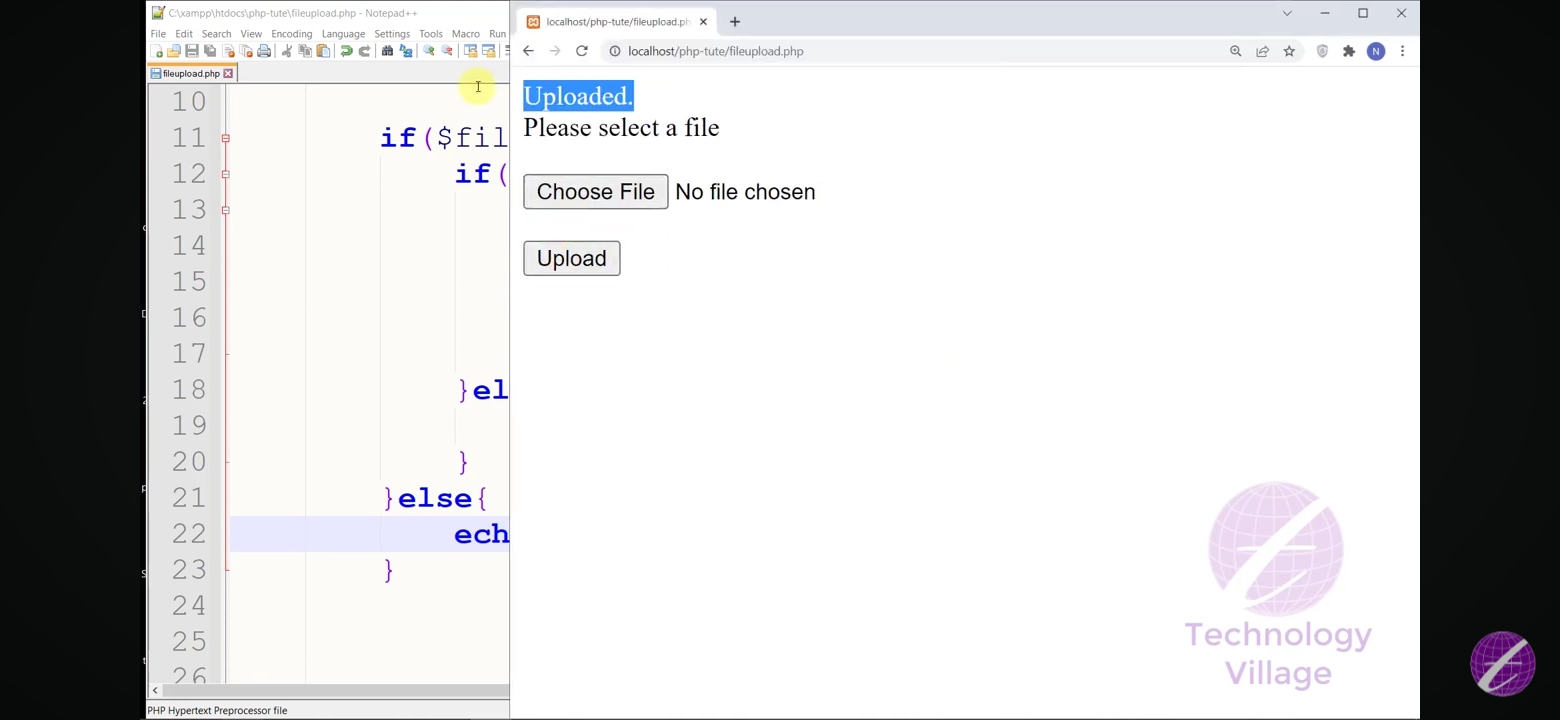 C:\xampp\htdocs\php-tute\fileupload.php - Notepad++
File Edit Search View Encoding Language Settings Tools Macro Run
fileupload.php
10
11 if($fil
12 if(
13
14
15
16
17
18 }el
19
20 }
21 }else{
22 ech
23 }
24
25
26
PHP Hypertext Preprocessor file
localhost/php-tute/fileupload.ph
localhost/php-tute/fileupload.php
N
Uploaded.
Please select a file
Choose File No file chosen
Upload
Technology
Village